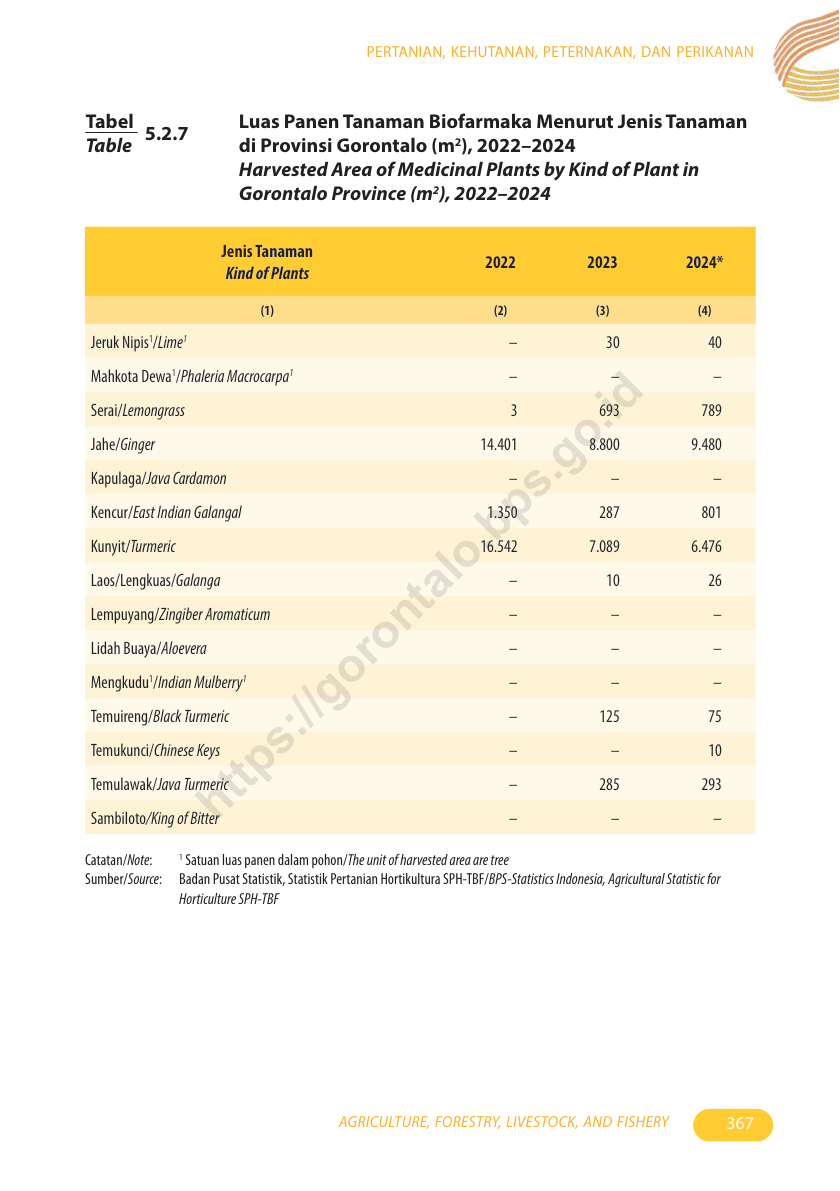 PERTANIAN, KEHUTANAN, PETERNAKAN, DAN PERIKANAN
Tabel
Table
5.2.7
Luas Panen Tanaman Biofarmaka Menurut Jenis Tanaman
di Provinsi Gorontalo (m²), 2022–2024
Harvested Area of Medicinal Plants by Kind of Plant in
Gorontalo Province (m²), 2022–2024
Jenis Tanaman
Kind of Plants
2022 2023 2024*
(1) (2) (3) (4)
Jeruk Nipis¹/Lime¹ – 30 40
Mahkota Dewa¹/Phaleria Macrocarpa¹ – – –
Serai/Lemongrass 3 693 789
Jahe/Ginger 14.401 8.800 9.480
Kapulaga/Java Cardamon – – –
Kencur/East Indian Galangal 1.350 287 801
Kunyit/Turmeric 16.542 7.089 6.476
Laos/Lengkuas/Galanga – 10 26
Lempuyang/Zingiber Aromaticum – – –
Lidah Buaya/Aloevera – – –
Mengkudu¹/Indian Mulberry¹ – – –
Temuireng/Black Turmeric – 125 75
Temukunci/Chinese Keys – – 10
Temulawak/Java Turmeric – 285 293
Sambiloto/King of Bitter – – –
Catatan/Note: ¹ Satuan luas panen dalam pohon/The unit of harvested area are tree
Sumber/Source: Badan Pusat Statistik, Statistik Pertanian Hortikultura SPH-TBF/BPS-Statistics Indonesia, Agricultural Statistic for
Horticulture SPH-TBF
https://gorontalo.bps.go.id
AGRICULTURE, FORESTRY, LIVESTOCK, AND FISHERY 367